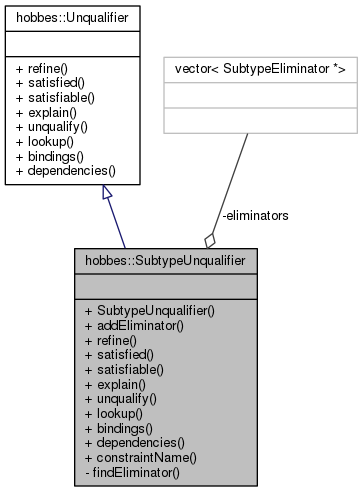 hobbes::Unqualifier
+ refine()
+ satisfied()
+ satisfiable()
+ explain()
+ unqualify()
+ lookup()
+ bindings()
+ dependencies()
vector< SubtypeEliminator *>
-eliminators
hobbes::SubtypeUnqualifier
+ SubtypeUnqualifier()
+ addEliminator()
+ refine()
+ satisfied()
+ satisfiable()
+ explain()
+ unqualify()
+ lookup()
+ bindings()
+ dependencies()
+ constraintName()
- findEliminator()